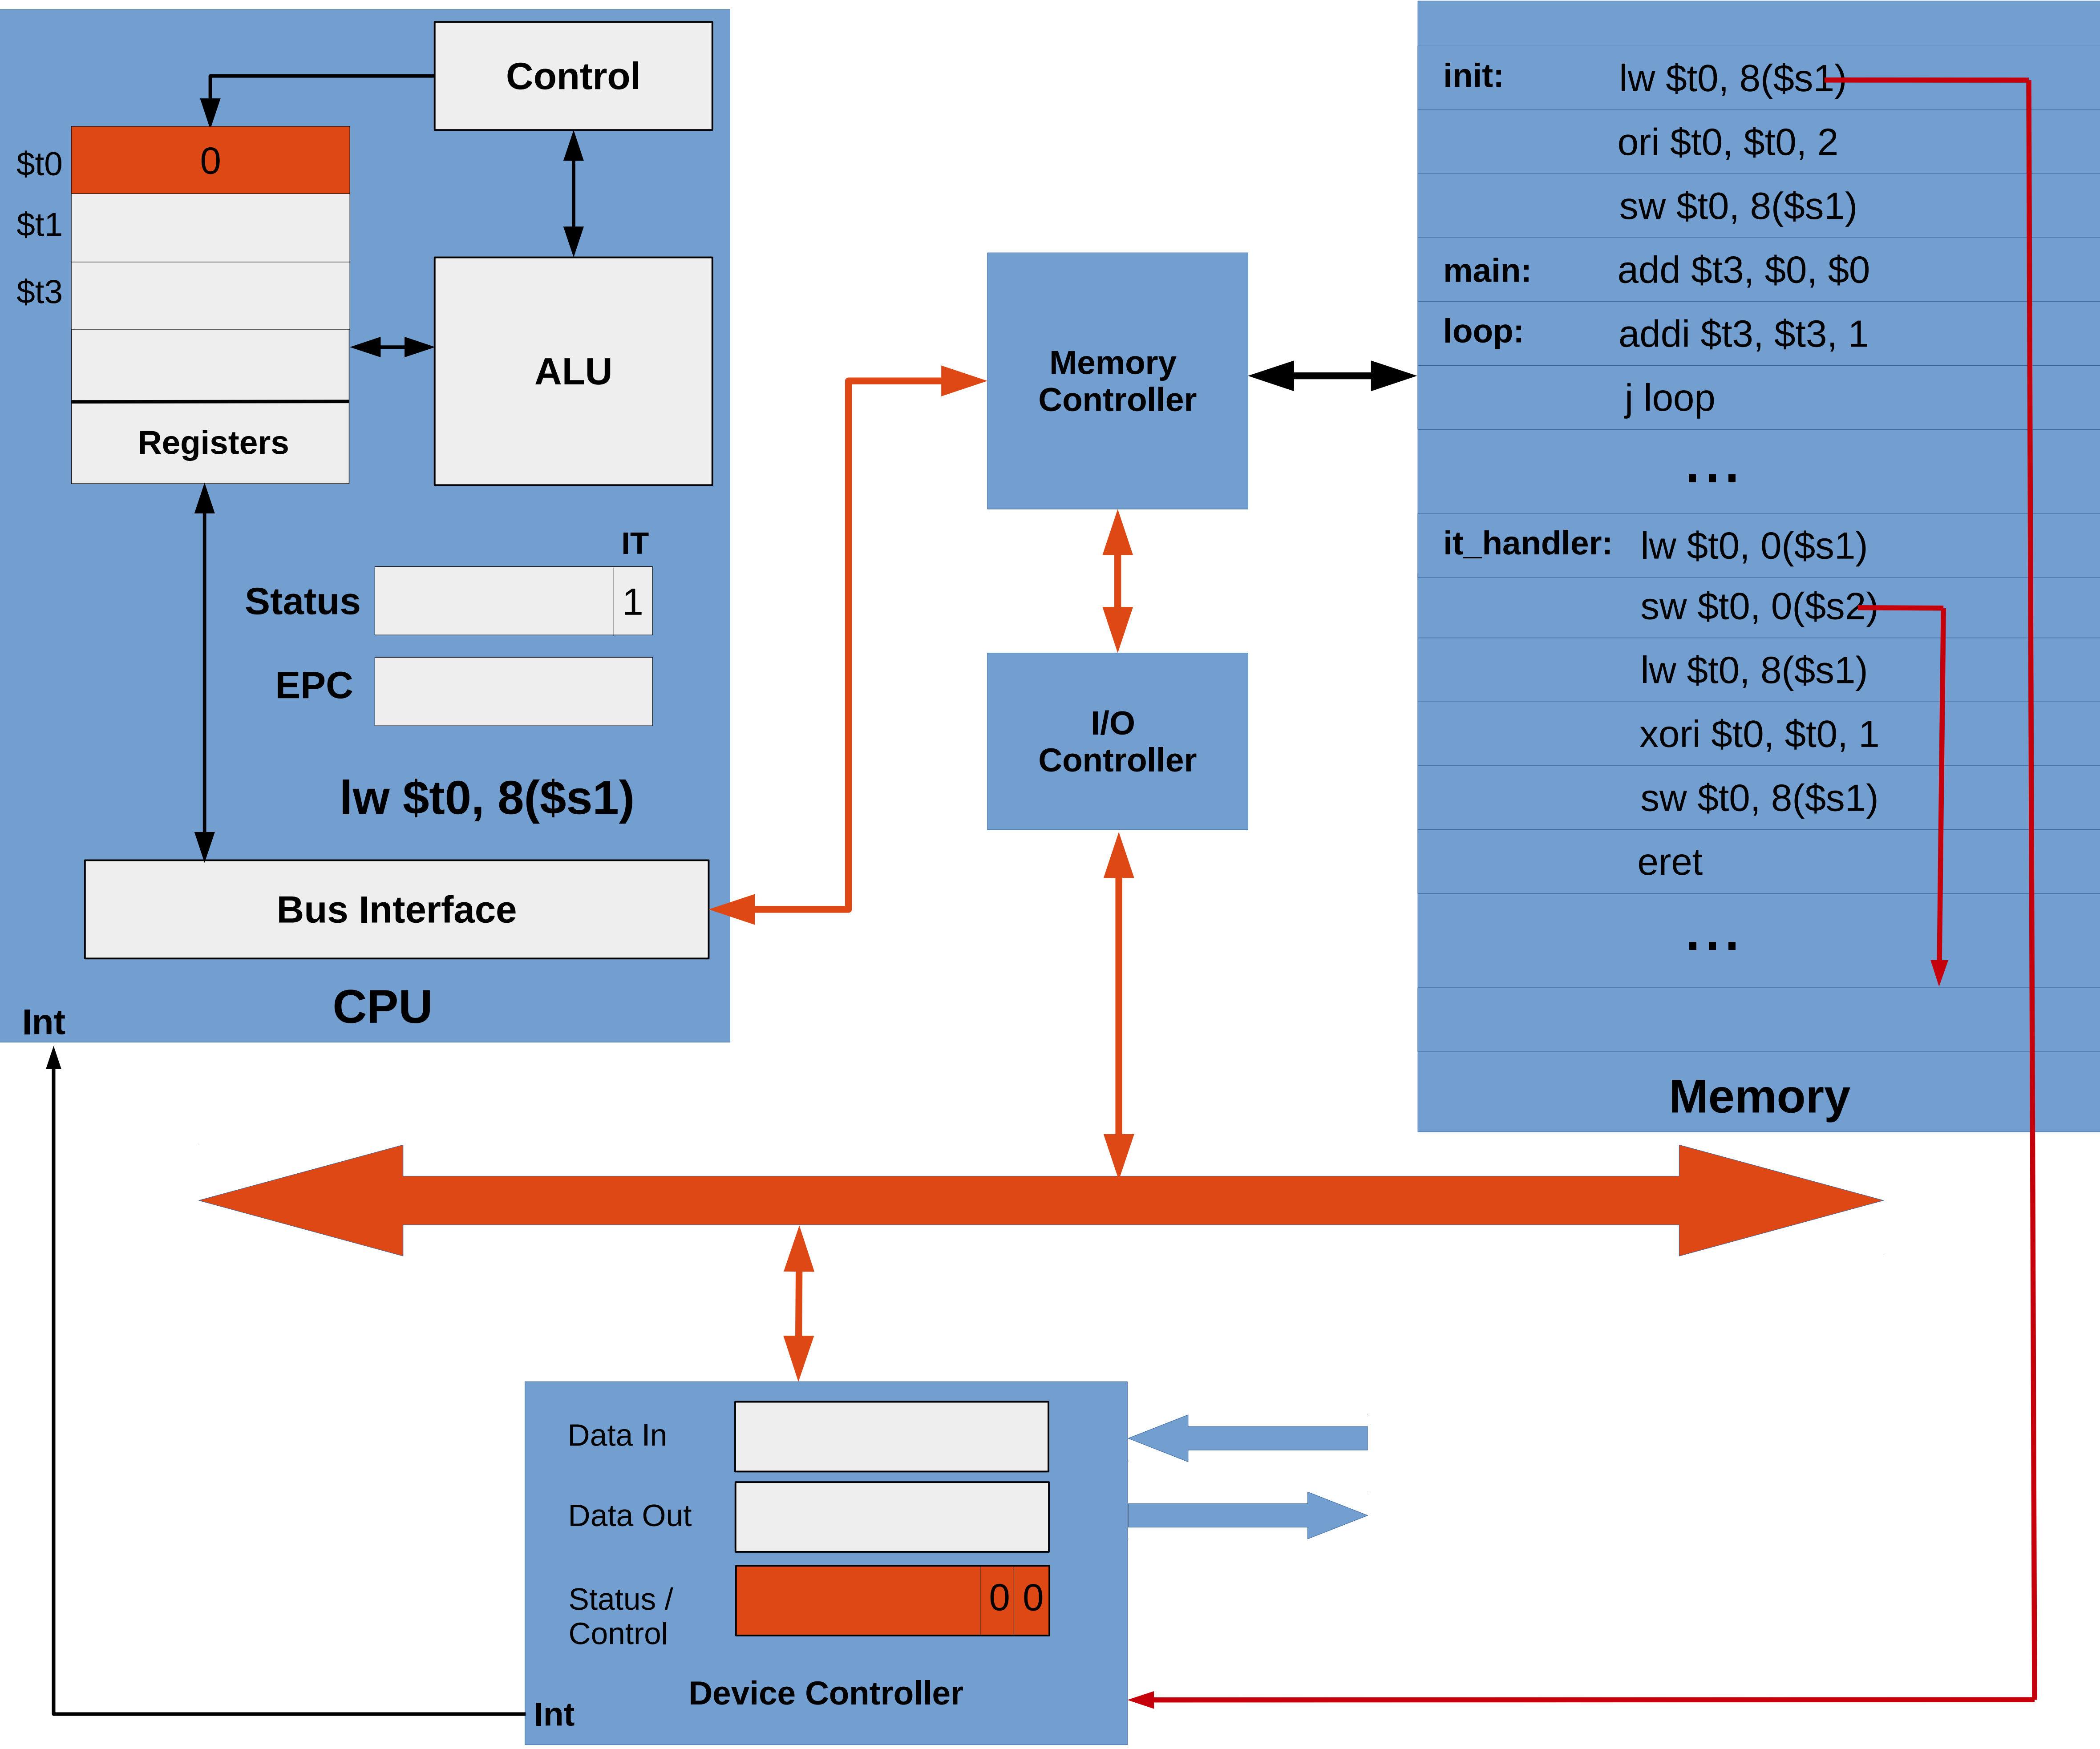 Control
$t0
0
$t1
$t3
ALU
Registers
IT
Status
1
EPC
lw $t0, 8($s1)
Bus Interface
CPU
Int
Memory
Controller
I/O
Controller
init: lw $t0, 8($s1)
ori $t0, $t0, 2
sw $t0, 8($s1)
main: add $t3, $0, $0
loop: addi $t3, $t3, 1
j loop
...
it_handler: lw $t0, 0($s1)
sw $t0, 0($s2)
lw $t0, 8($s1)
xori $t0, $t0, 1
sw $t0, 8($s1)
eret
...
Memory
Data In
Data Out
Status /
Control
0 0
Device Controller
Int